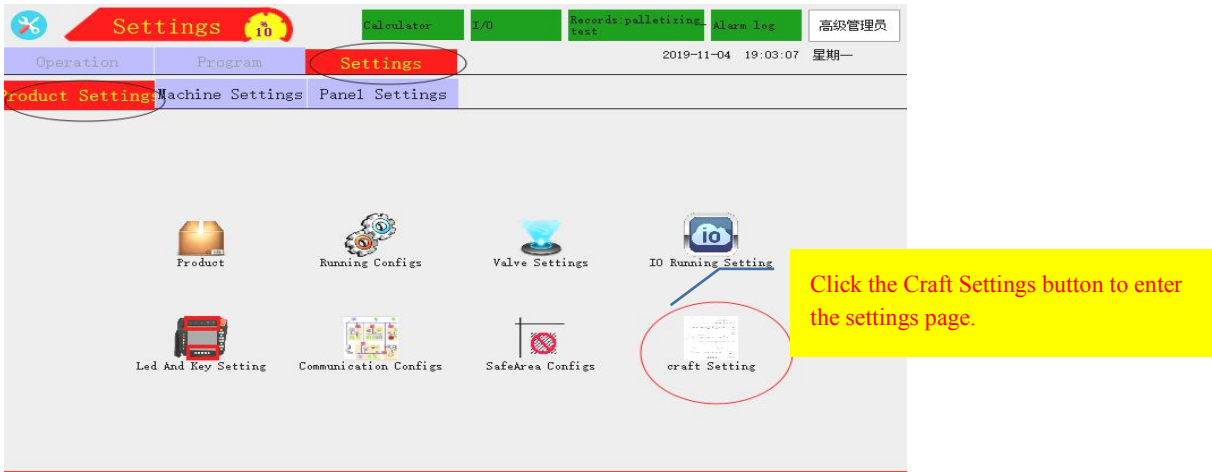 Settings
10
Calculator
I/O
Records:palletizing_
test
Alarm log
高级管理员
Operation
Program
Settings
2019-11-04 19:03:07 星期一
Product Settings
Machine Settings
Panel Settings
io
Product
Running Configs
Valve Settings
IO Running Setting
Click the Craft Settings button to enter
the settings page.
Led And Key Setting
Communication Configs
SafeArea Configs
craft Setting